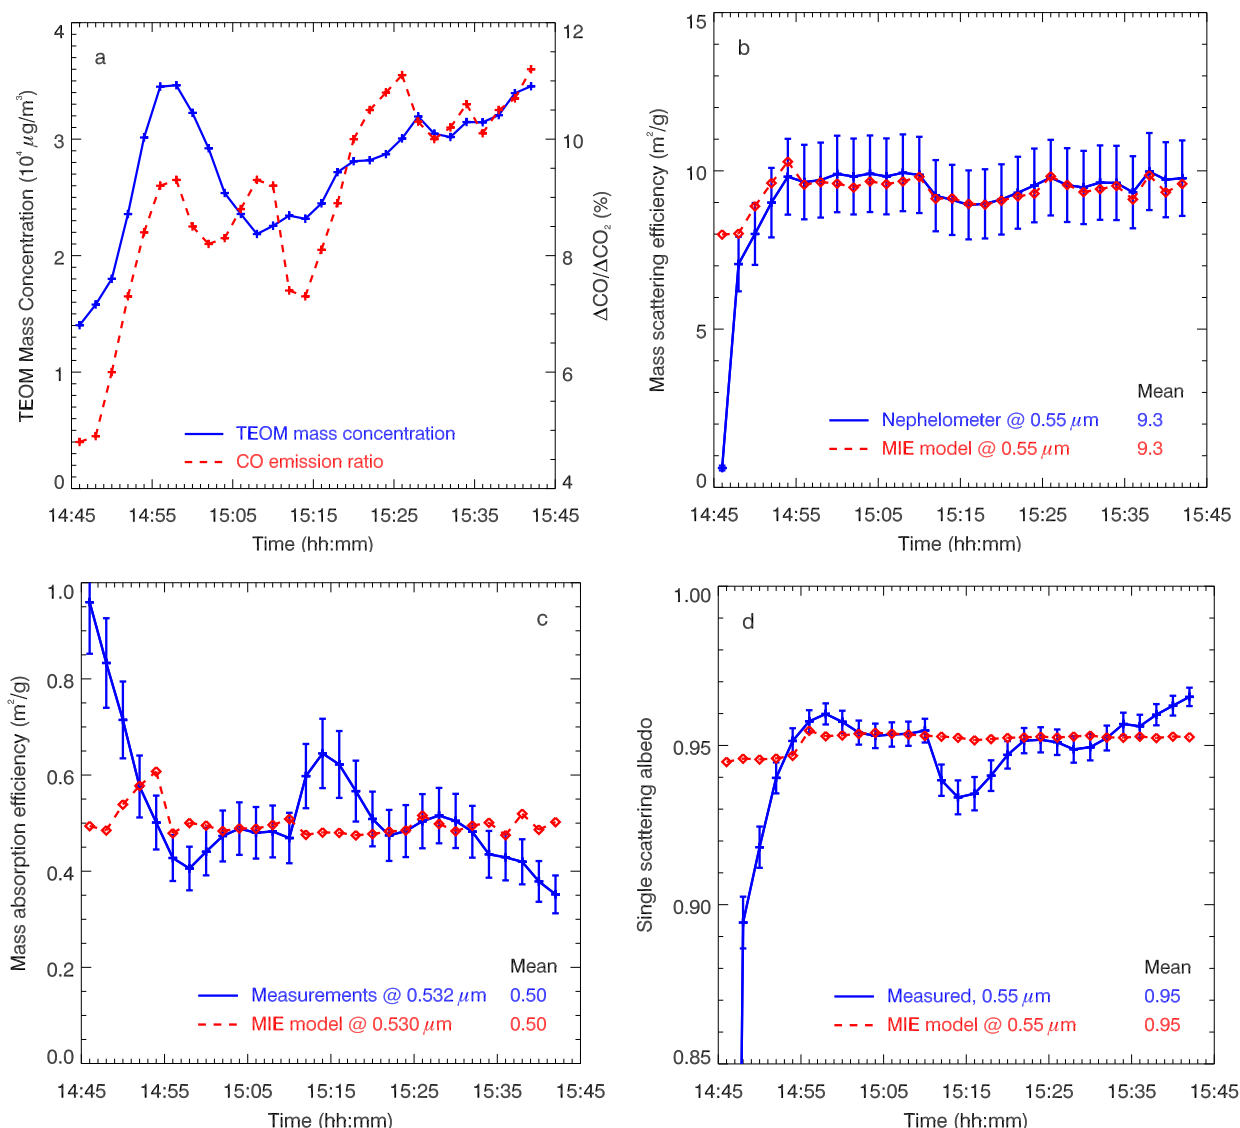 a
4
3
2
1
0
TEOM Mass Concentration (10⁴ μg/m³)
12
10
8
6
4
ΔCO/ΔCO₂ (%)
TEOM mass concentration
CO emission ratio
14:45 14:55 15:05 15:15 15:25 15:35 15:45
Time (hh:mm)
b
15
10
5
0
Mass scattering efficiency (m²/g)
Mean
Nephelometer @ 0.55 μm 9.3
MIE model @ 0.55 μm 9.3
14:45 14:55 15:05 15:15 15:25 15:35 15:45
Time (hh:mm)
c
1.0
0.8
0.6
0.4
0.2
0.0
Mass absorption efficiency (m²/g)
Mean
Measurements @ 0.532 μm 0.50
MIE model @ 0.530 μm 0.50
14:45 14:55 15:05 15:15 15:25 15:35 15:45
Time (hh:mm)
d
1.00
0.95
0.90
0.85
Single scattering albedo
Mean
Measured, 0.55 μm 0.95
MIE model @ 0.55 μm 0.95
14:45 14:55 15:05 15:15 15:25 15:35 15:45
Time (hh:mm)